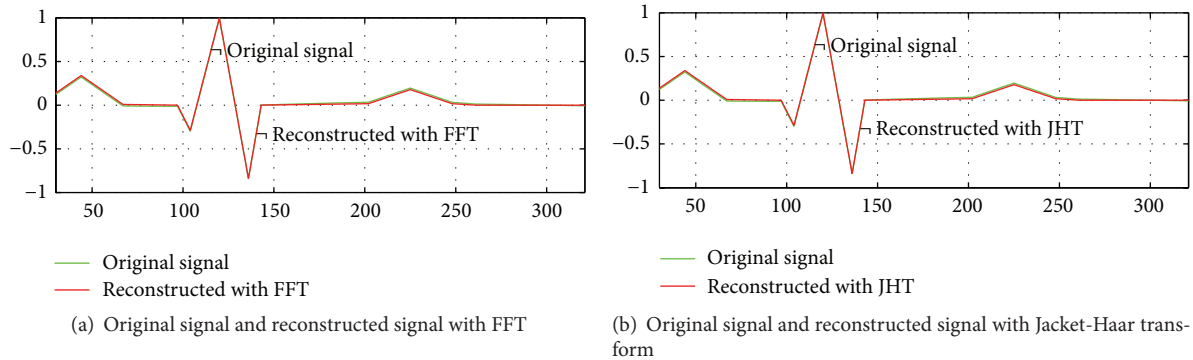 1
0.5
0
−0.5
−1
Original signal
Reconstructed with FFT
50
100
150
200
250
300
Original signal
Reconstructed with FFT
(a) Original signal and reconstructed signal with FFT
1
0.5
0
−0.5
−1
Original signal
Reconstructed with JHT
50
100
150
200
250
300
Original signal
Reconstructed with JHT
(b) Original signal and reconstructed signal with Jacket-Haar trans-
form